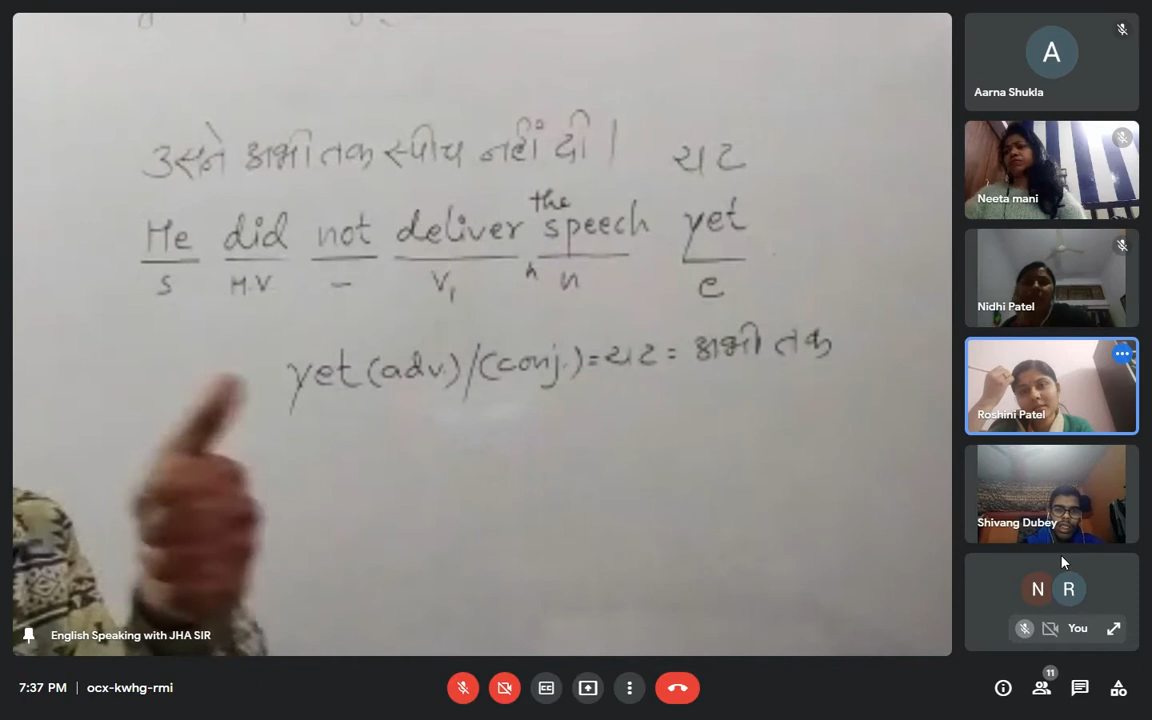 उसने अभी तक स्पीच नहीं दी । यट
the
He did not deliver speech yet
S H.V — V₁ ^ n e
yet (adv.)/(conj.) = यट = अभी तक
English Speaking with JHA SIR
A
Aarna Shukla
Neeta mani
Nidhi Patel
Roshini Patel
Shivang Dubey
N R
You
7:37 PM | ocx-kwhg-rmi
11